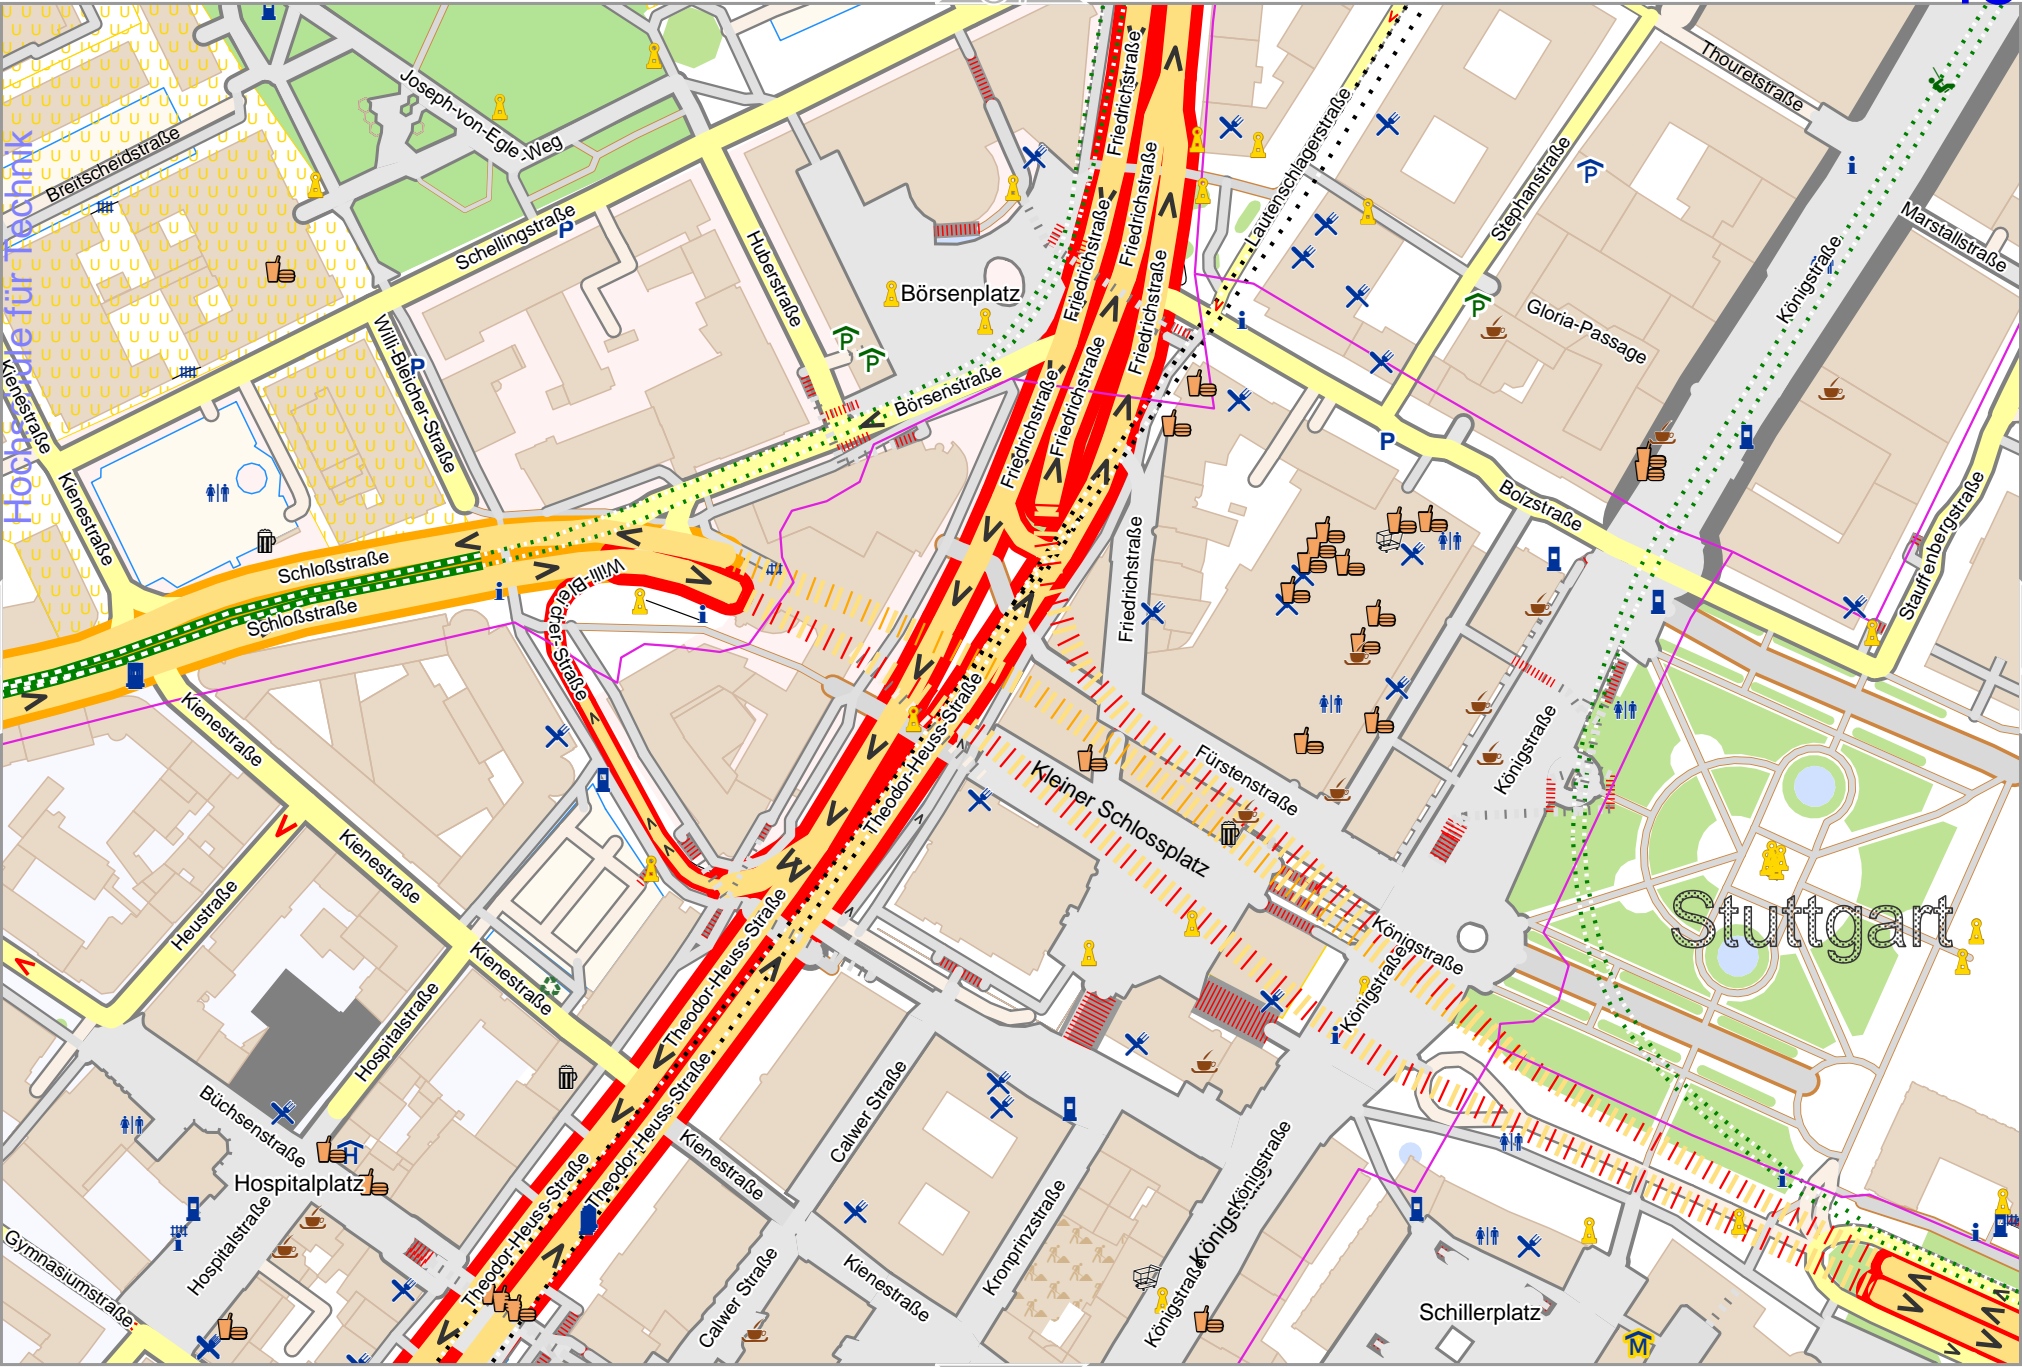 Friedrichstraße
Thouretstraße
Joseph-von-Egle-Weg
Breitscheidstraße
Lautenschlagerstraße
Stephanstraße
P
Friedrichstraße
Marstallstraße
Schellingstraße
P
Huberstraße
Friedrichstraße
Königstraße
Hochschule für Technik
Börsenplatz
Friedrichstraße
P
Gloria-Passage
P
P
Willi-Bleicher-Straße
P
Kienestraße
Börsenstraße
Friedrichstraße
Friedrichstraße
P
Boizstraße
Kienestraße
Schloßstraße
Willi-Bleicher-Straße
Friedrichstraße
Stauffenbergstraße
Schloßstraße
Kienestraße
Theodor-Heuss-Straße
Fürstenstraße
Königstraße
Kleiner Schlossplatz
Kienestraße
Heustraße
Stuttgart
Königstraße
Kienestraße
Theodor-Heuss-Straße
Königstraße
Hospitalstraße
Theodor-Heuss-Straße
Büchsenstraße
H
Calwer Straße
Kienestraße
Hospitalplatz
Theodor-Heuss-Straße
Königstraße
Hospitalstraße
Kronprinzstraße
Gymnasiumstraße
Calwer Straße
Kienestraße
Königstraße
Schillerplatz
M